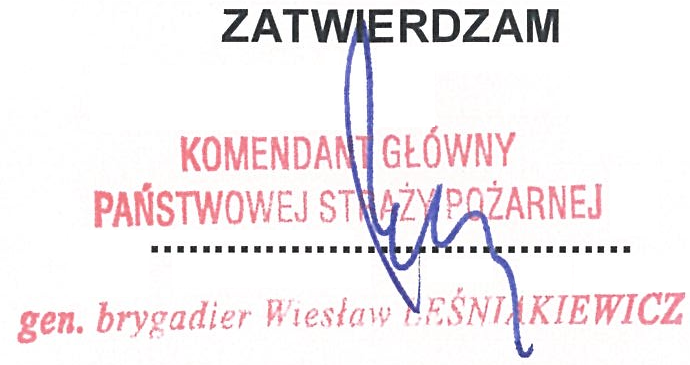 ZATWIERDZAM
KOMENDANT GŁÓWNY
PAŃSTWOWEJ STRAŻY POŻARNEJ
gen. brygadier Wiesław LEŚNIAKIEWICZ